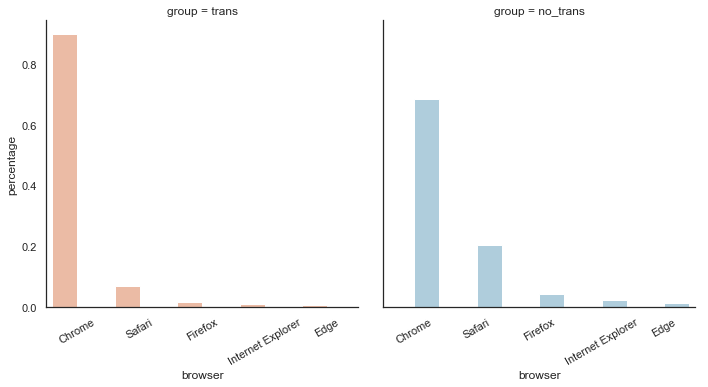 group = trans
group = no_trans
percentage
0.8
0.6
0.4
0.2
0.0
Chrome
Safari
Firefox
Internet Explorer
Edge
browser
Chrome
Safari
Firefox
Internet Explorer
Edge
browser